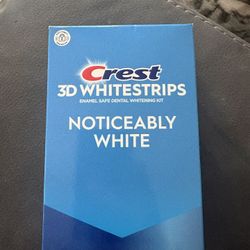 Crest
3D WHITESTRIPS
ENAMEL SAFE DENTAL WHITENING KIT
NOTICEABLY
WHITE